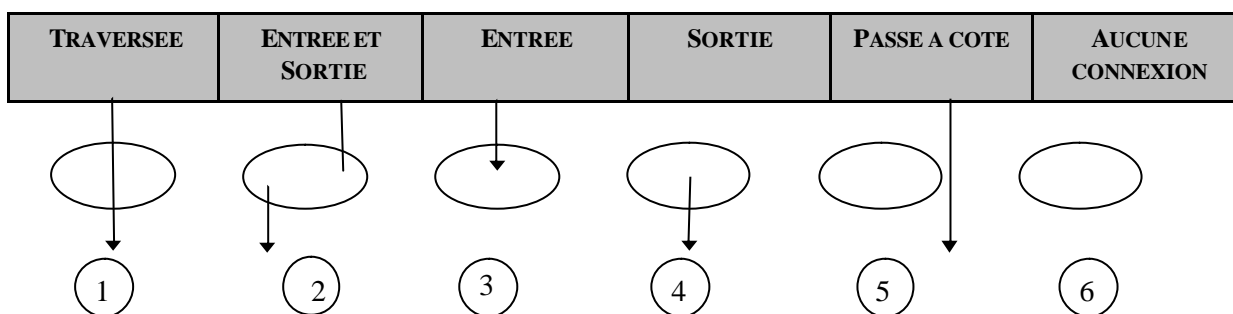 TRAVERSEE
ENTREE ET
SORTIE
ENTREE
SORTIE
PASSE A COTE
AUCUNE
CONNEXION
1
2
3
4
5
6